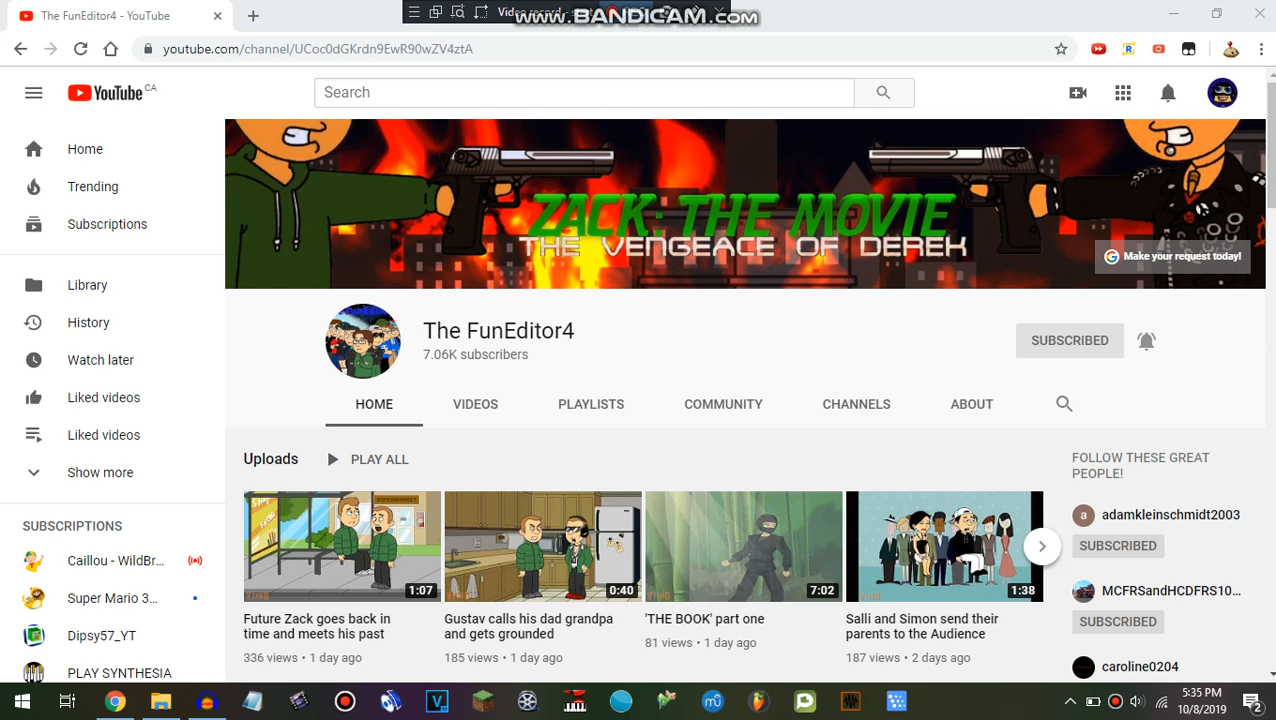 The FunEditor4 - YouTube
Video record
www.BANDICAM.com
youtube.com/channel/UCoc0dGKrdn9EwR90wZV4ztA
YouTube CA
Search
Home
Trending
Subscriptions
Library
History
Watch later
Liked videos
Liked videos
Show more
SUBSCRIPTIONS
Caillou - WildBr...
Super Mario 3...
Dipsy57_YT
PLAY SYNTHESIA
ZACK: THE MOVIE
THE VENGEACE OF DEREK
Make your request today!
The FunEditor4
7.06K subscribers
SUBSCRIBED
HOME VIDEOS PLAYLISTS COMMUNITY CHANNELS ABOUT
Uploads PLAY ALL
SUPERMARKET
1:07
0:40
7:02
1:38
Future Zack goes back in
time and meets his past
336 views • 1 day ago
Gustav calls his dad grandpa
and gets grounded
185 views • 1 day ago
'THE BOOK' part one
81 views • 1 day ago
Salli and Simon send their
parents to the Audience
187 views • 2 days ago
FOLLOW THESE GREAT
PEOPLE!
a adamkleinschmidt2003
SUBSCRIBED
MCFRSandHCDFRS10...
SUBSCRIBED
caroline0204
5:35 PM
10/8/2019
2